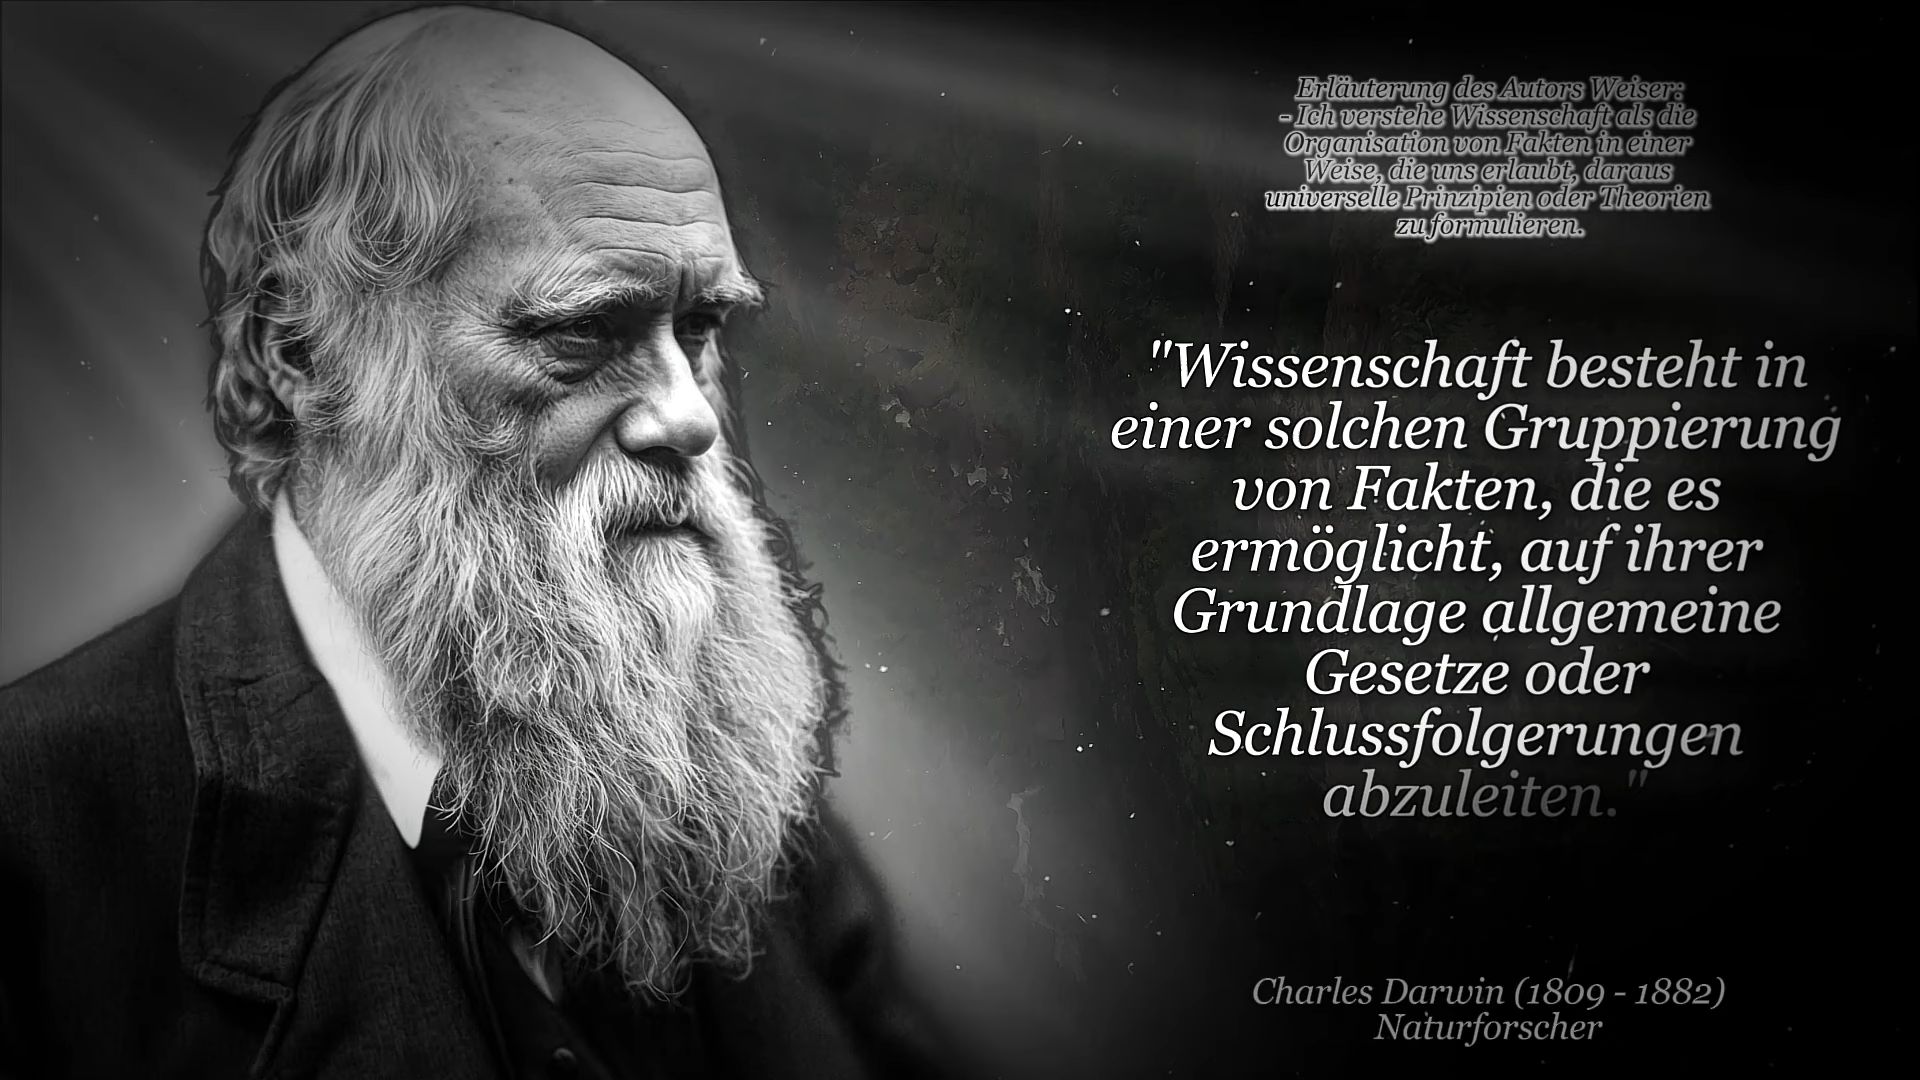 Erläuterung des Autors Weiser:
- Ich verstehe Wissenschaft als die
Organisation von Fakten in einer
Weise, die uns erlaubt, daraus
universelle Prinzipien oder Theorien
zu formulieren.
"Wissenschaft besteht in
einer solchen Gruppierung
von Fakten, die es
ermöglicht, auf ihrer
Grundlage allgemeine
Gesetze oder
Schlussfolgerungen
abzuleiten."
Charles Darwin (1809 - 1882)
Naturforscher